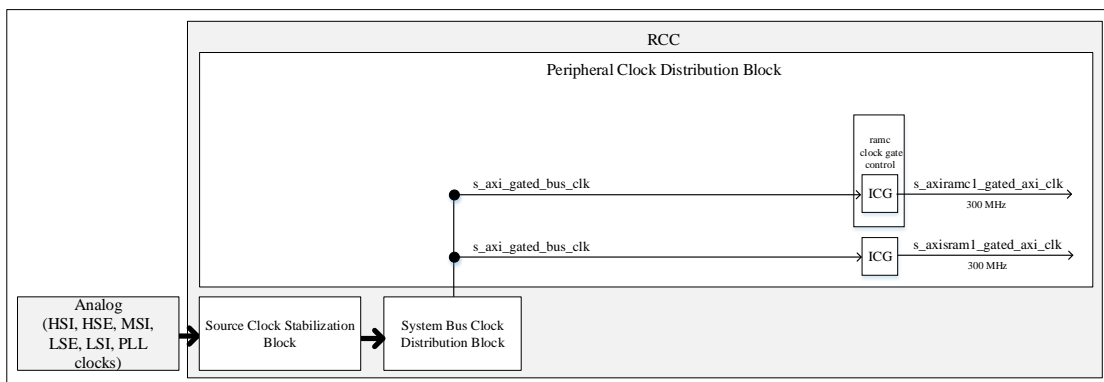 RCC
Peripheral Clock Distribution Block
ramc
clock gate
control
s_axi_gated_bus_clk
ICG
s_axiramc1_gated_axi_clk
300 MHz
s_axi_gated_bus_clk
ICG
s_axisram1_gated_axi_clk
300 MHz
Analog
(HSI, HSE, MSI,
LSE, LSI, PLL
clocks)
Source Clock Stabilization
Block
System Bus Clock
Distribution Block